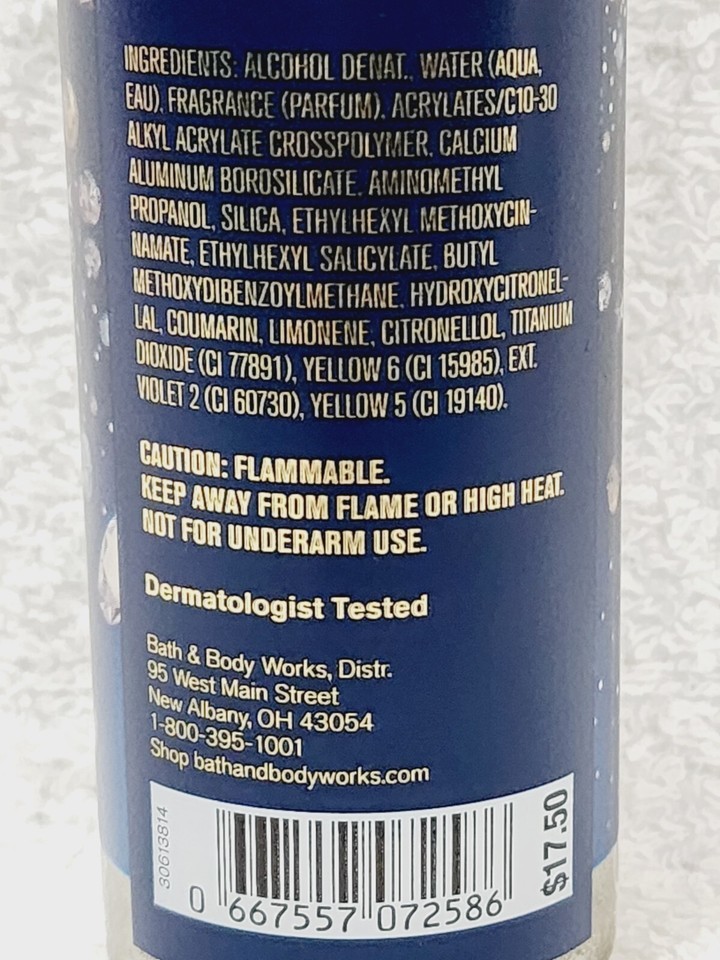 INGREDIENTS: ALCOHOL DENAT., WATER (AQUA,
EAU), FRAGRANCE (PARFUM), ACRYLATES/C10-30
ALKYL ACRYLATE CROSSPOLYMER, CALCIUM
ALUMINUM BOROSILICATE, AMINOMETHYL
PROPANOL, SILICA, ETHYLHEXYL METHOXYCIN-
NAMATE, ETHYLHEXYL SALICYLATE, BUTYL
METHOXYDIBENZOYLMETHANE, HYDROXYCITRONEL-
LAL, COUMARIN, LIMONENE, CITRONELLOL, TITANIUM
DIOXIDE (CI 77891), YELLOW 6 (CI 15985), EXT.
VIOLET 2 (CI 60730), YELLOW 5 (CI 19140).
CAUTION: FLAMMABLE.
KEEP AWAY FROM FLAME OR HIGH HEAT.
NOT FOR UNDERARM USE.
Dermatologist Tested
Bath & Body Works, Distr.
95 West Main Street
New Albany, OH 43054
1-800-395-1001
Shop bathandbodyworks.com
30613814
0 667557 072586
$17.50